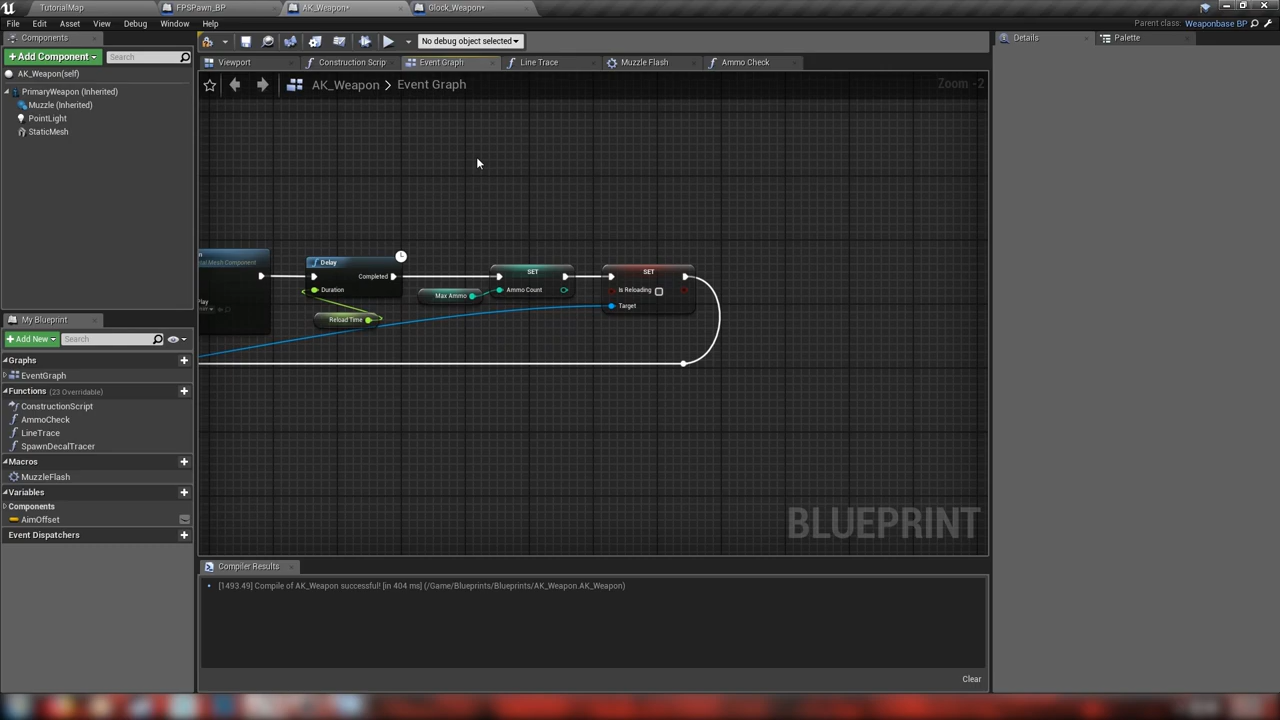 TutorialMap
FPSPawn_BP
AK_Weapon*
Glock_Weapon*
File
Edit
Asset
View
Debug
Window
Help
Parent class:
Weaponbase BP
Components
+Add Component
Search
AK_Weapon(self)
PrimaryWeapon (Inherited)
Muzzle (Inherited)
PointLight
StaticMesh
No debug object selected
Viewport
Construction Scrip
Event Graph
Line Trace
Muzzle Flash
Ammo Check
AK_Weapon > Event Graph
Zoom -2
Details
Palette
Delay
Completed
Duration
Reload Time
Max Ammo
SET
Ammo Count
SET
Is Reloading
Target
BLUEPRINT
My Blueprint
+Add New
Search
Graphs
EventGraph
Functions (23 Overridable)
ConstructionScript
AmmoCheck
LineTrace
SpawnDecalTracer
Macros
MuzzleFlash
Variables
Components
AimOffset
Event Dispatchers
Compiler Results
[1493.49] Compile of AK_Weapon successful! [in 404 ms] (/Game/Blueprints/Blueprints/AK_Weapon.AK_Weapon)
Clear